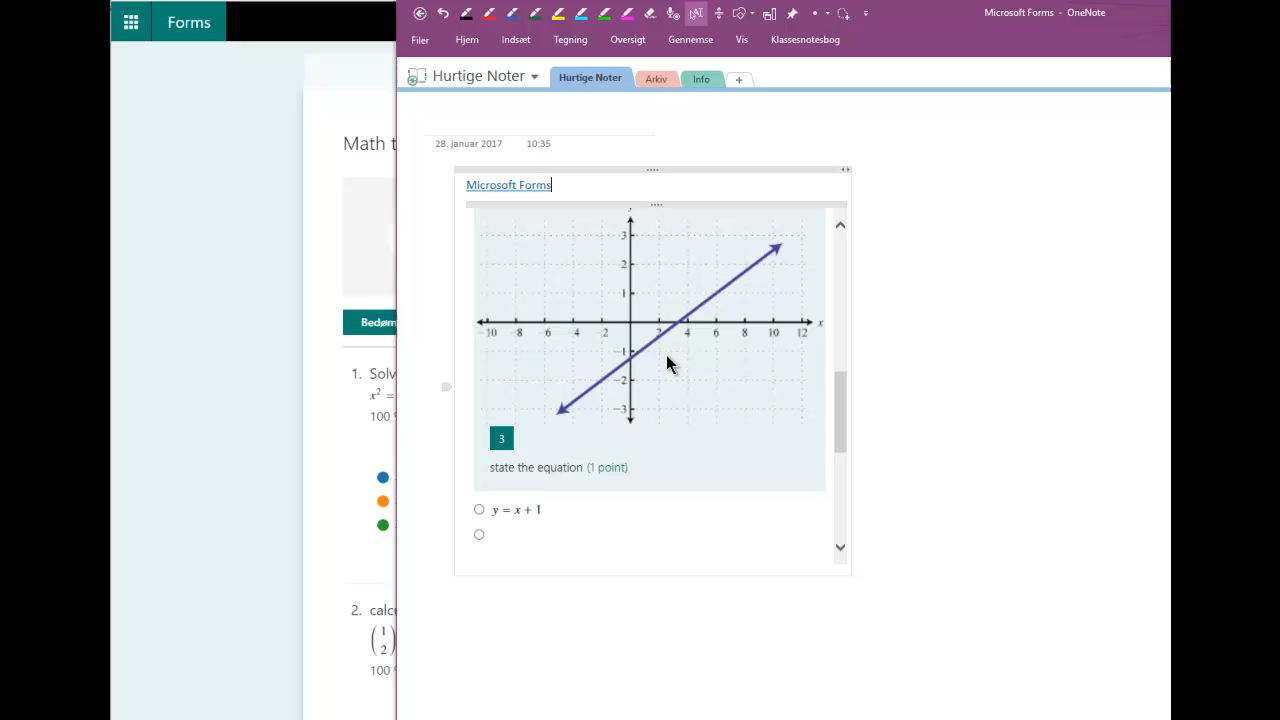 Forms
Microsoft Forms - OneNote
Filer
Hjem
Indsæt
Tegning
Oversigt
Gennemse
Vis
Klassesnotesbog
Hurtige Noter
Hurtige Noter
Arkiv
Info
28. januar 2017
10:35
Math t
Microsoft Forms
3
2
1
-1
-2
-3
10
8
6
4
-2
2
4
6
8
10
12
x
3
state the equation (1 point)
y = x + 1
Bedøm
1. Solv
x² =
100
2. calcu
(1
2)
100